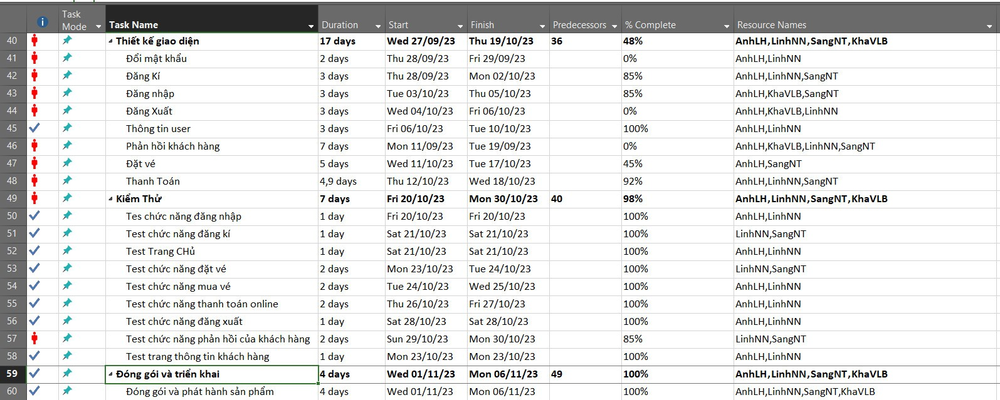 Task Mode Task Name Duration Start Finish Predecessors % Complete Resource Names
40 Thiết kế giao diện 17 days Wed 27/09/23 Thu 19/10/23 36 48% AnhLH,LinhNN,SangNT,KhaVLB
41 Đổi mật khẩu 2 days Thu 28/09/23 Fri 29/09/23 0% AnhLH,LinhNN
42 Đăng Kí 3 days Thu 28/09/23 Mon 02/10/23 85% AnhLH,LinhNN,SangNT
43 Đăng nhập 3 days Tue 03/10/23 Thu 05/10/23 85% AnhLH,KhaVLB,SangNT
44 Đăng Xuất 3 days Wed 04/10/23 Fri 06/10/23 0% AnhLH,KhaVLB,LinhNN
45 Thông tin user 3 days Fri 06/10/23 Tue 10/10/23 100% AnhLH,LinhNN
46 Phản hồi khách hàng 7 days Mon 11/09/23 Tue 19/09/23 0% AnhLH,KhaVLB,LinhNN,SangNT
47 Đặt vé 5 days Wed 11/10/23 Tue 17/10/23 45% AnhLH,SangNT
48 Thanh Toán 4,9 days Thu 12/10/23 Wed 18/10/23 92% AnhLH,LinhNN,SangNT
49 Kiểm Thử 7 days Fri 20/10/23 Mon 30/10/23 40 98% AnhLH,LinhNN,SangNT,KhaVLB
50 Tes chức năng đăng nhập 1 day Fri 20/10/23 Fri 20/10/23 100% AnhLH,LinhNN
51 Test chức năng đăng kí 1 day Sat 21/10/23 Sat 21/10/23 100% LinhNN,SangNT
52 Test Trang CHủ 1 day Sat 21/10/23 Sat 21/10/23 100% AnhLH,LinhNN
53 Test chức năng đặt vé 2 days Mon 23/10/23 Tue 24/10/23 100% LinhNN,SangNT
54 Test chức năng mua vé 2 days Tue 24/10/23 Wed 25/10/23 100% AnhLH,LinhNN
55 Test chức năng thanh toán online 2 days Thu 26/10/23 Fri 27/10/23 100% AnhLH,LinhNN
56 Test chức năng đăng xuất 1 day Sat 28/10/23 Sat 28/10/23 100% AnhLH,LinhNN
57 Test chức năng phản hồi của khách hàng 2 days Sun 29/10/23 Mon 30/10/23 85% LinhNN,SangNT
58 Test trang thông tin khách hàng 1 day Mon 23/10/23 Mon 23/10/23 100% AnhLH,LinhNN
59 Đóng gói và triển khai 4 days Wed 01/11/23 Mon 06/11/23 49 100% AnhLH,LinhNN,SangNT,KhaVLB
60 Đóng gói và phát hành sản phẩm 4 days Wed 01/11/23 Mon 06/11/23 100% AnhLH,LinhNN,SangNT,KhaVLB